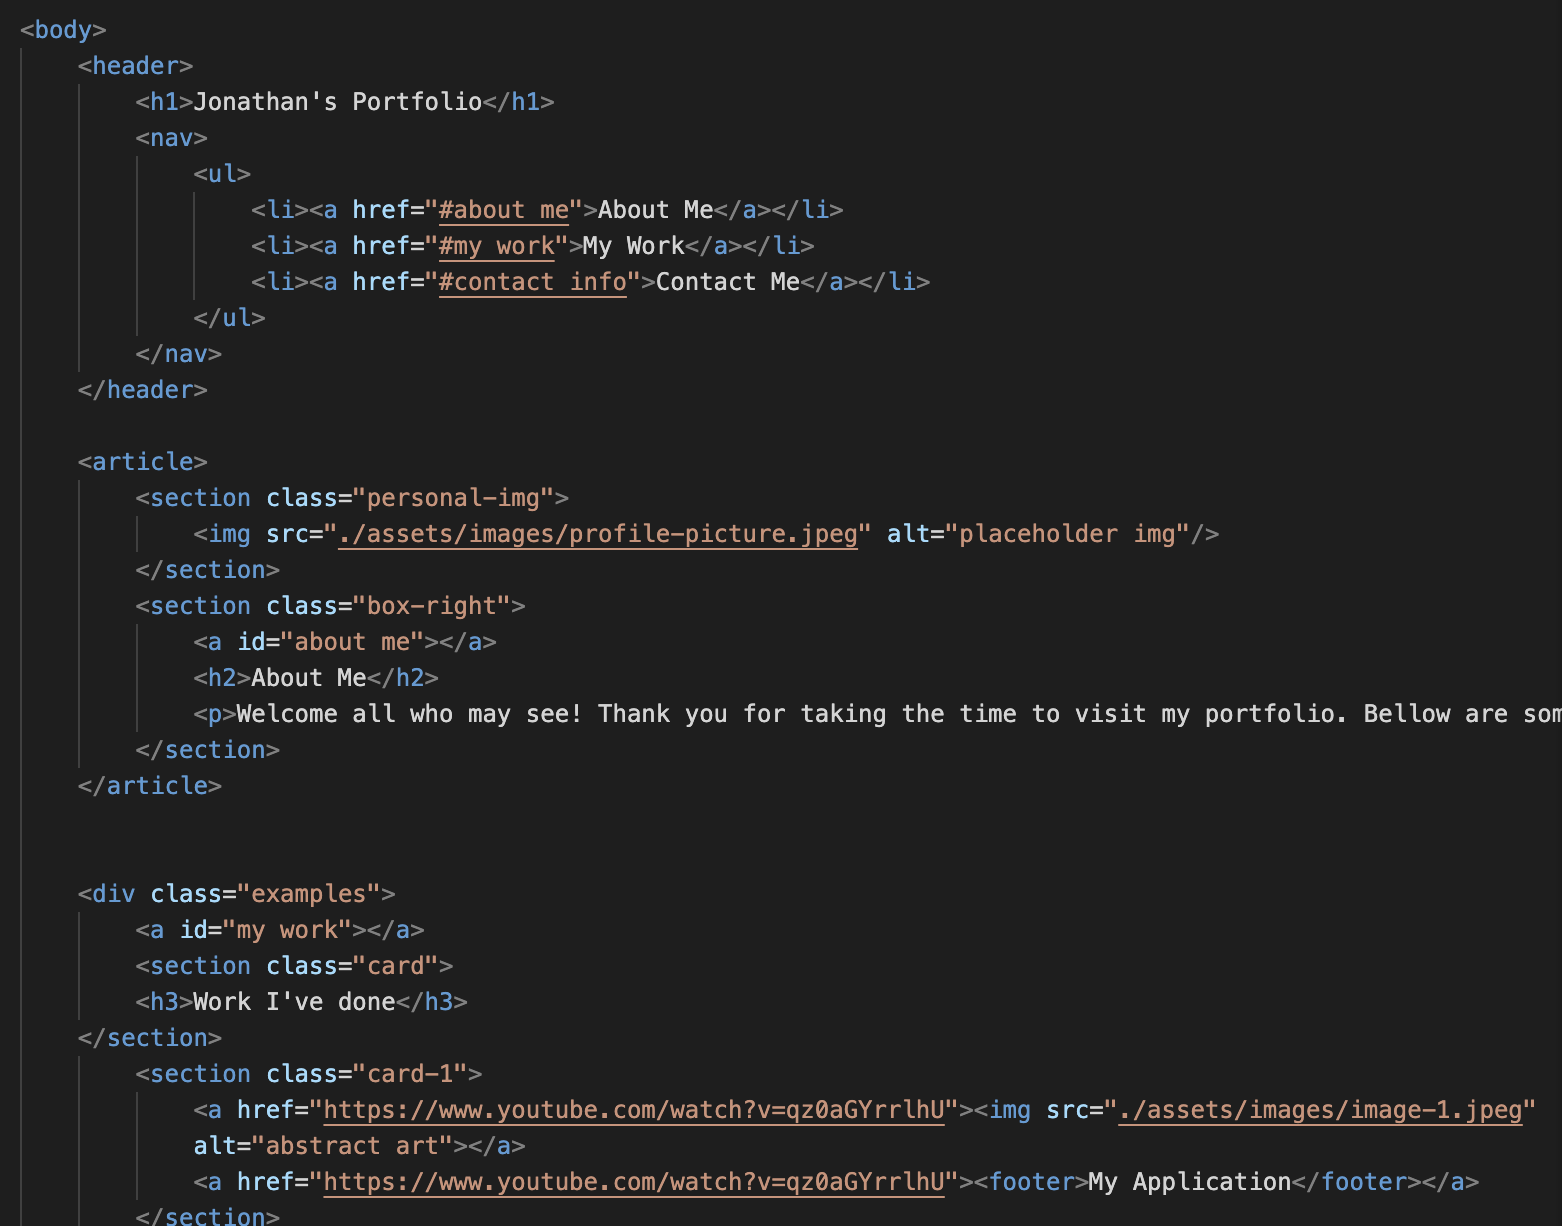 <body>
<header>
<h1>Jonathan's Portfolio</h1>
<nav>
<ul>
<li><a href="#about me">About Me</a></li>
<li><a href="#my work">My Work</a></li>
<li><a href="#contact info">Contact Me</a></li>
</ul>
</nav>
</header>
<article>
<section class="personal-img">
<img src="./assets/images/profile-picture.jpeg" alt="placeholder img"/>
</section>
<section class="box-right">
<a id="about me"></a>
<h2>About Me</h2>
<p>Welcome all who may see! Thank you for taking the time to visit my portfolio. Bellow are som
</section>
</article>
<div class="examples">
<a id="my work"></a>
<section class="card">
<h3>Work I've done</h3>
</section>
<section class="card-1">
<a href="https://www.youtube.com/watch?v=qz0aGYrrlhU"><img src="./assets/images/image-1.jpeg"
alt="abstract art"></a>
<a href="https://www.youtube.com/watch?v=qz0aGYrrlhU"><footer>My Application</footer></a>
</section>